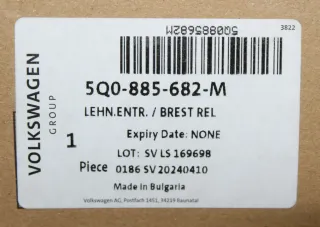 5Q0885682M
3822
VOLKSWAGEN
GROUP
5Q0-885-682-M
LEHN.ENTR. / BREST REL
1
Expiry Date: NONE
LOT: SV LS 169698
Piece 0186 SV 20240410
Made in Bulgaria
Volkswagen AG, Postfach 1451, 34219 Baunatal